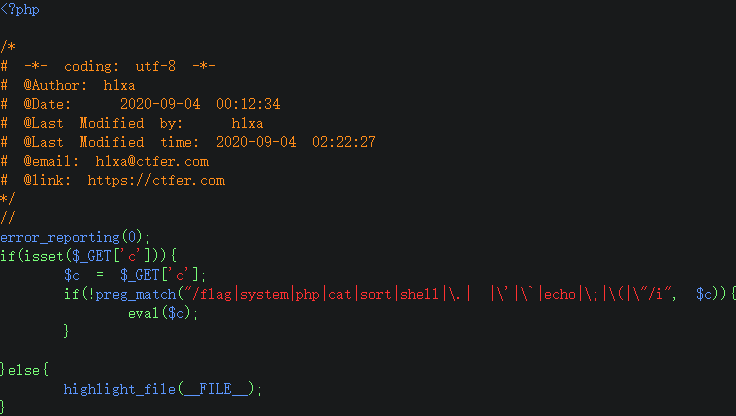 <?php

/*
# -*- coding: utf-8 -*-
# @Author: h1xa
# @Date:   2020-09-04 00:12:34
# @Last Modified by:   h1xa
# @Last Modified time: 2020-09-04 02:22:27
# @email: h1xa@ctfer.com
# @link: https://ctfer.com
*/
//
error_reporting(0);
if(isset($_GET['c'])){
    $c = $_GET['c'];
    if(!preg_match("/flag|system|php|cat|sort|shell|\.| |\'|\`|echo|\;|\(|\"/i", $c)){
        eval($c);
    }

}else{
    highlight_file(__FILE__);
}